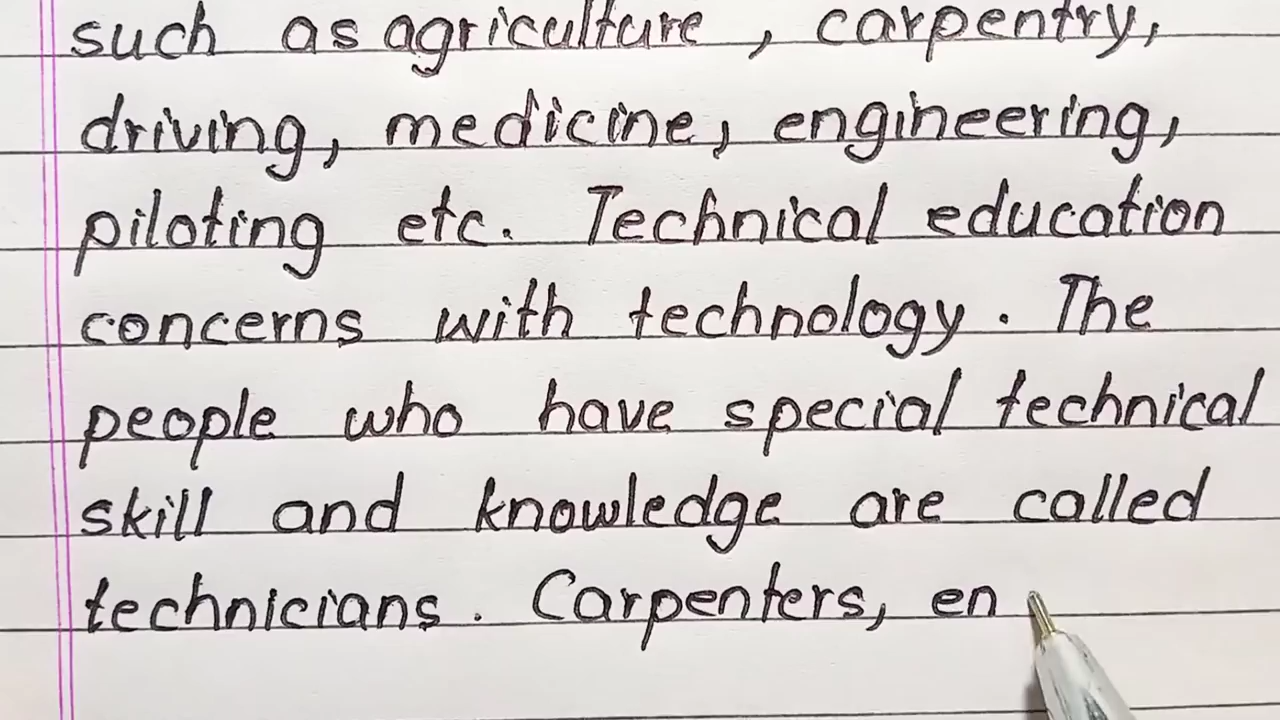 such as agriculture, carpentry,
driving, medicine, engineering,
piloting etc. Technical education
concerns with technology. The
people who have special technical
skill and knowledge are called
technicians. Carpenters, en